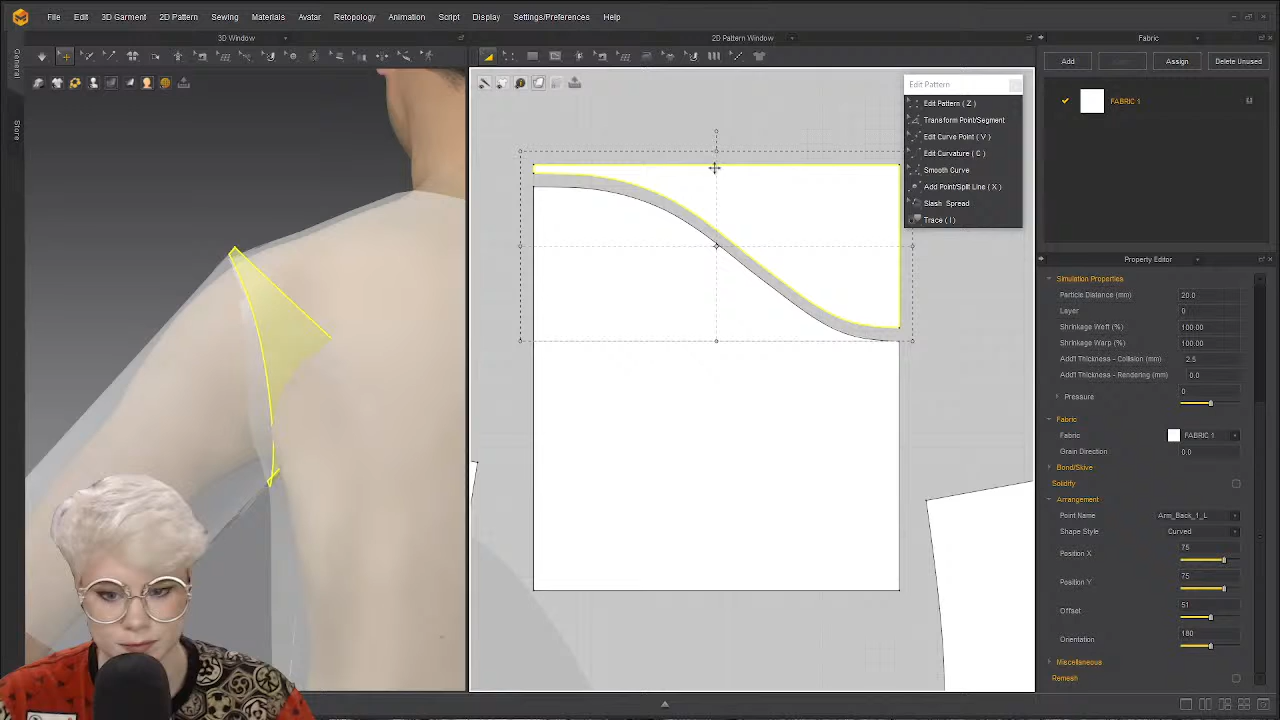 File Edit 3D Garment 2D Pattern Sewing Materials Avatar Retopology Animation Script Display Settings/Preferences Help
3D Window
2D Pattern Window
Fabric
General
Store
Add
Assign
Delete Unused
FABRIC 1
Edit Pattern
Edit Pattern ( Z )
Transform Point/Segment
Edit Curve Point ( V )
Edit Curvature ( C )
Smooth Curve
Add Point/Split Line ( X )
Slash Spread
Trace ( I )
Property Editor
Simulation Properties
Particle Distance (mm) 20.0
Layer 0
Shrinkage Weft (%) 100.00
Shrinkage Warp (%) 100.00
Add'l Thickness - Collision (mm) 2.5
Add'l Thickness - Rendering (mm) 0.0
Pressure 0
Fabric
Fabric FABRIC 1
Grain Direction 0.0
Bond/Skive
Solidify
Arrangement
Point Name Arm_Back_1_L
Shape Style Curved
Position X 75
Position Y 75
Offset 51
Orientation 180
Miscellaneous
Remesh